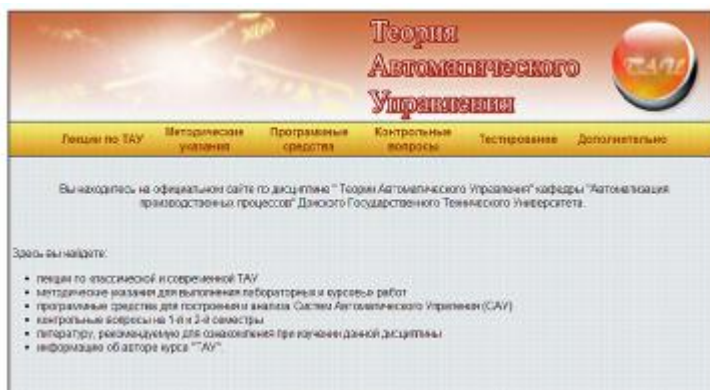 Теория
Автоматического
Управления
ТАУ
Лекции по ТАУ
Методические указания
Программные средства
Контрольные вопросы
Тестирование
Дополнительно
Вы находитесь на официальном сайте по дисциплине " Теории Автоматического Управления" кафедры "Автоматизация
производственных процессов" Донского Государственного Технического Университета.
Здесь вы найдете:
лекции по классической и современной ТАУ
методические указания для выполнения лабораторных и курсовых работ
программные средства для построения и анализа Систем Автоматического Управления (САУ)
контрольные вопросы на 1-й и 2-й семестры
литературу, рекомендуемую для ознакомления при изучении данной дисциплины
информацию об авторе курса "ТАУ".